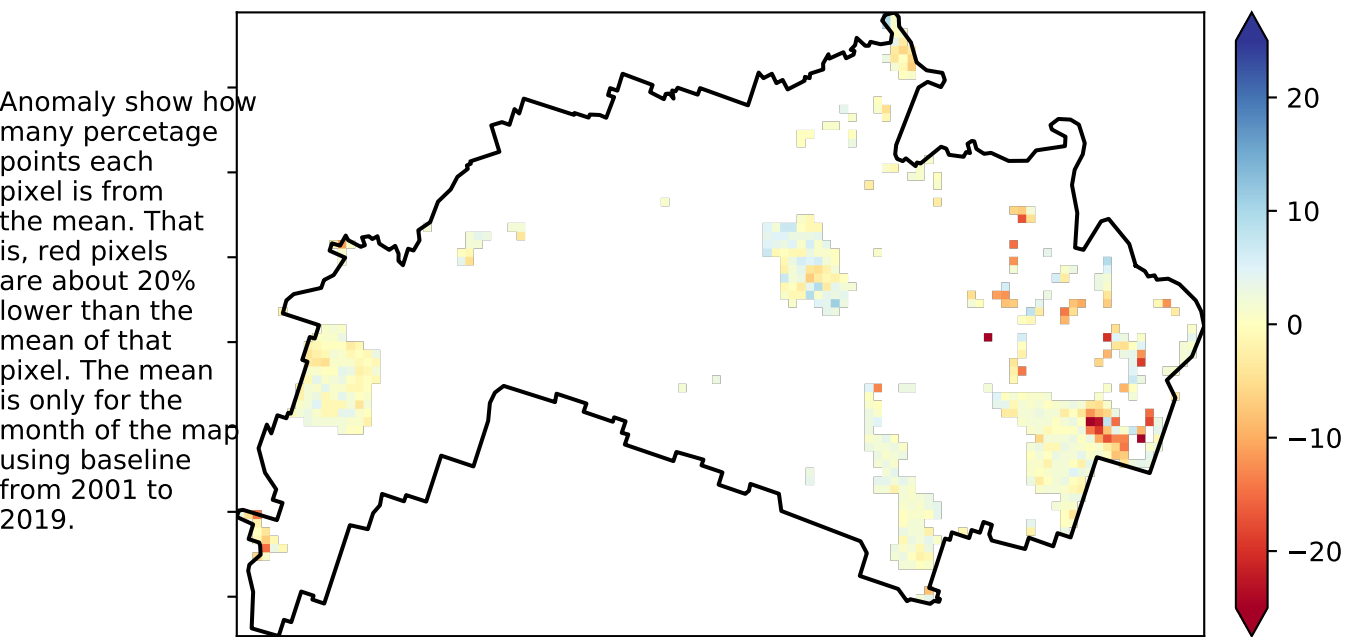 Anomaly show how
many percetage
points each
pixel is from
the mean. That
is, red pixels
are about 20%
lower than the
mean of that
pixel. The mean
is only for the
month of the map
using baseline
from 2001 to
2019.
20
10
0
−10
−20